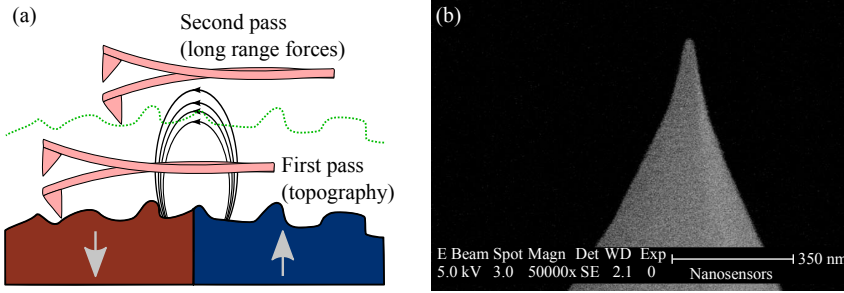 (a)
Second pass
(long range forces)
First pass
(topography)
(b)
E Beam Spot Magn Det WD Exp
5.0 kV 3.0 50000x SE 2.1 0
350 nm
Nanosensors